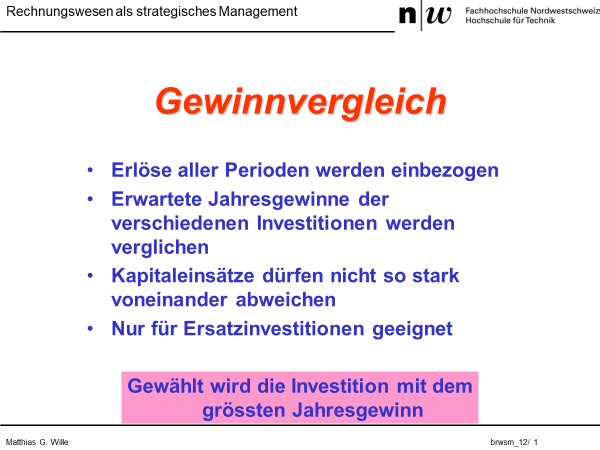 Rechnungswesen als strategisches Management
n|w
Fachhochschule Nordwestschweiz
Hochschule für Technik
Gewinnvergleich
• Erlöse aller Perioden werden einbezogen
• Erwartete Jahresgewinne der
verschiedenen Investitionen werden
verglichen
• Kapitaleinsätze dürfen nicht so stark
voneinander abweichen
• Nur für Ersatzinvestitionen geeignet
Gewählt wird die Investition mit dem
grössten Jahresgewinn
Matthias G. Wille
brwsm_12/ 1